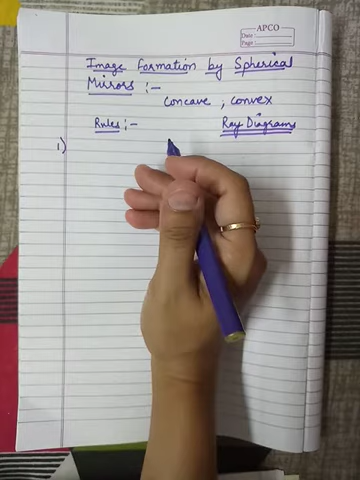 APCO
Date:
Page:
Image Formation by Spherical
Mirrors :-
Concave , convex
Rules :- Ray Diagrams
1)